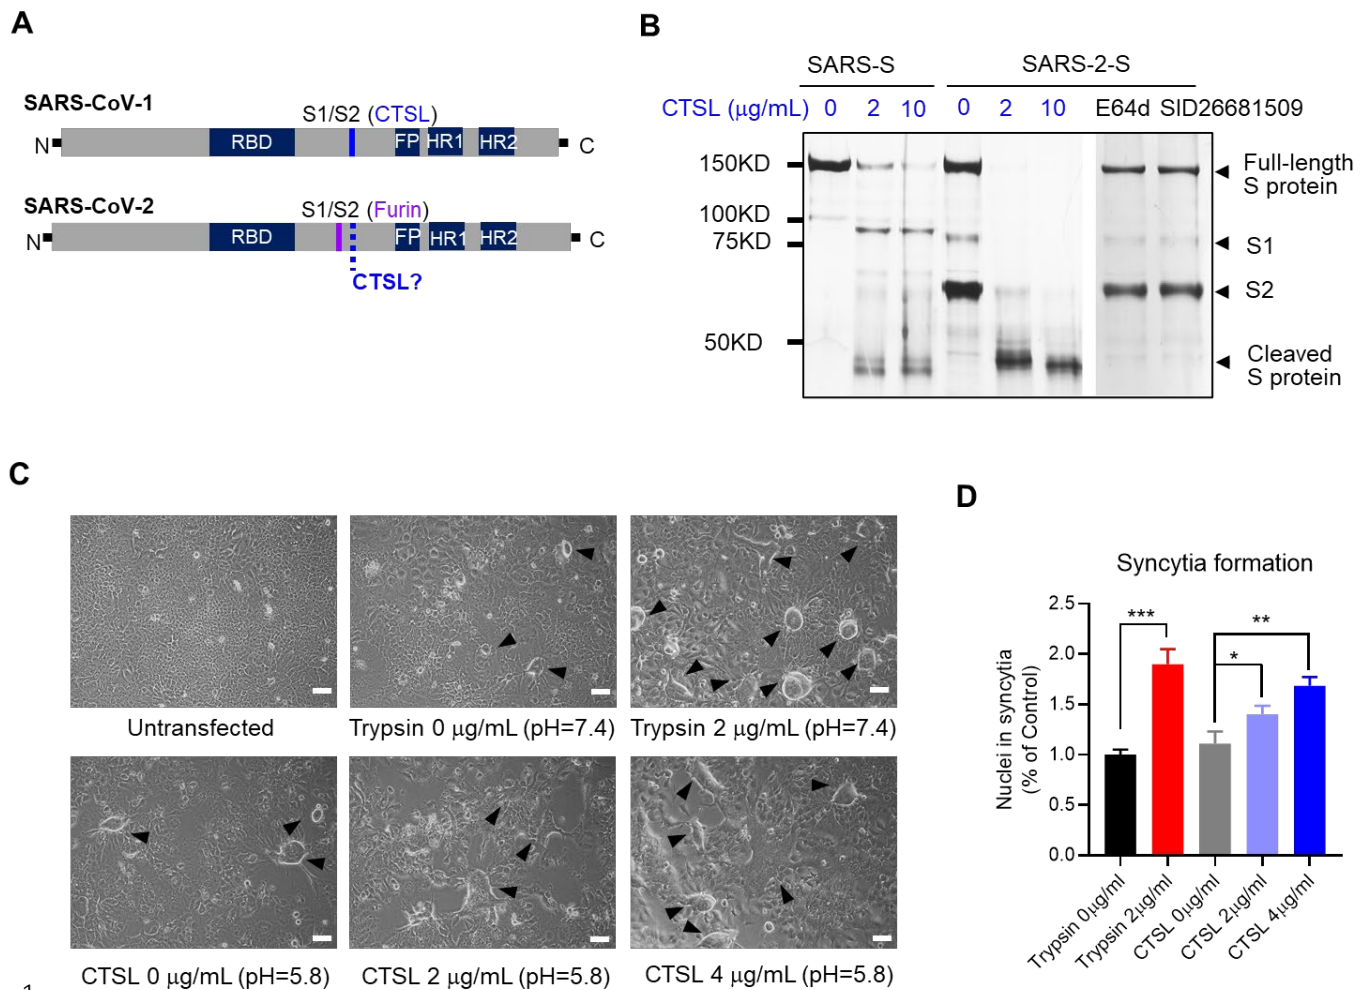 A
SARS-CoV-1
S1/S2 (CTSL)
N RBD FP HR1 HR2 C
SARS-CoV-2
S1/S2 (Furin)
N RBD FP HR1 HR2 C
CTSL?
B
SARS-S SARS-2-S
CTSL (μg/mL) 0 2 10 0 2 10 E64d SID26681509
150KD
100KD
75KD
50KD
Full-length
S protein
S1
S2
Cleaved
S protein
C
Untransfected
Trypsin 0 μg/mL (pH=7.4)
Trypsin 2 μg/mL (pH=7.4)
CTSL 0 μg/mL (pH=5.8)
CTSL 2 μg/mL (pH=5.8)
CTSL 4 μg/mL (pH=5.8)
D
Syncytia formation
Nuclei in syncytia
(% of Control)
2.5
2.0
1.5
1.0
0.5
0.0
***
*
**
Trypsin 0μg/ml
Trypsin 2μg/ml
CTSL 0μg/ml
CTSL 2μg/ml
CTSL 4μg/ml